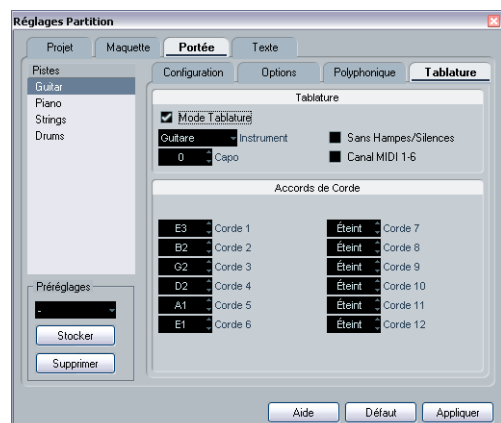 Réglages Partition
Projet Maquette Portée Texte
Pistes
Guitar
Piano
Strings
Drums
Préréglages
-
Stocker
Supprimer
Configuration Options Polyphonique Tablature
Tablature
Mode Tablature
Guitare Instrument Sans Hampes/Silences
0 Capo Canal MIDI 1-6
Accords de Corde
E3 Corde 1 Éteint Corde 7
B2 Corde 2 Éteint Corde 8
G2 Corde 3 Éteint Corde 9
D2 Corde 4 Éteint Corde 10
A1 Corde 5 Éteint Corde 11
E1 Corde 6 Éteint Corde 12
Aide Défaut Appliquer